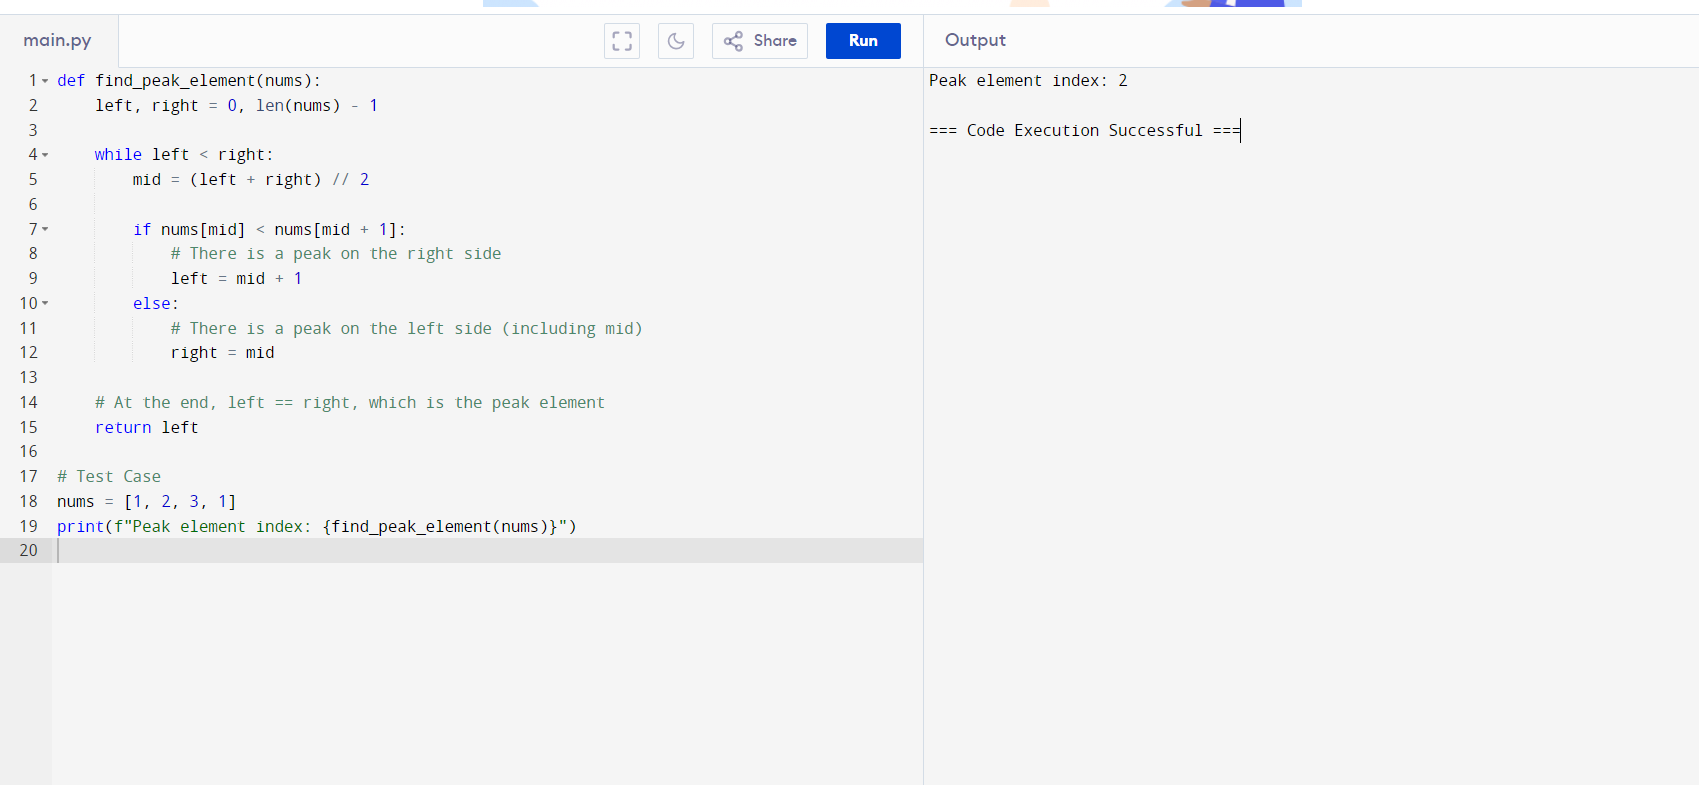 main.py
Share
Run
Output
1 def find_peak_element(nums):
2     left, right = 0, len(nums) - 1
3
4     while left < right:
5         mid = (left + right) // 2
6
7         if nums[mid] < nums[mid + 1]:
8             # There is a peak on the right side
9             left = mid + 1
10         else:
11             # There is a peak on the left side (including mid)
12             right = mid
13
14     # At the end, left == right, which is the peak element
15     return left
16
17 # Test Case
18 nums = [1, 2, 3, 1]
19 print(f"Peak element index: {find_peak_element(nums)}")
20
Peak element index: 2
=== Code Execution Successful ===